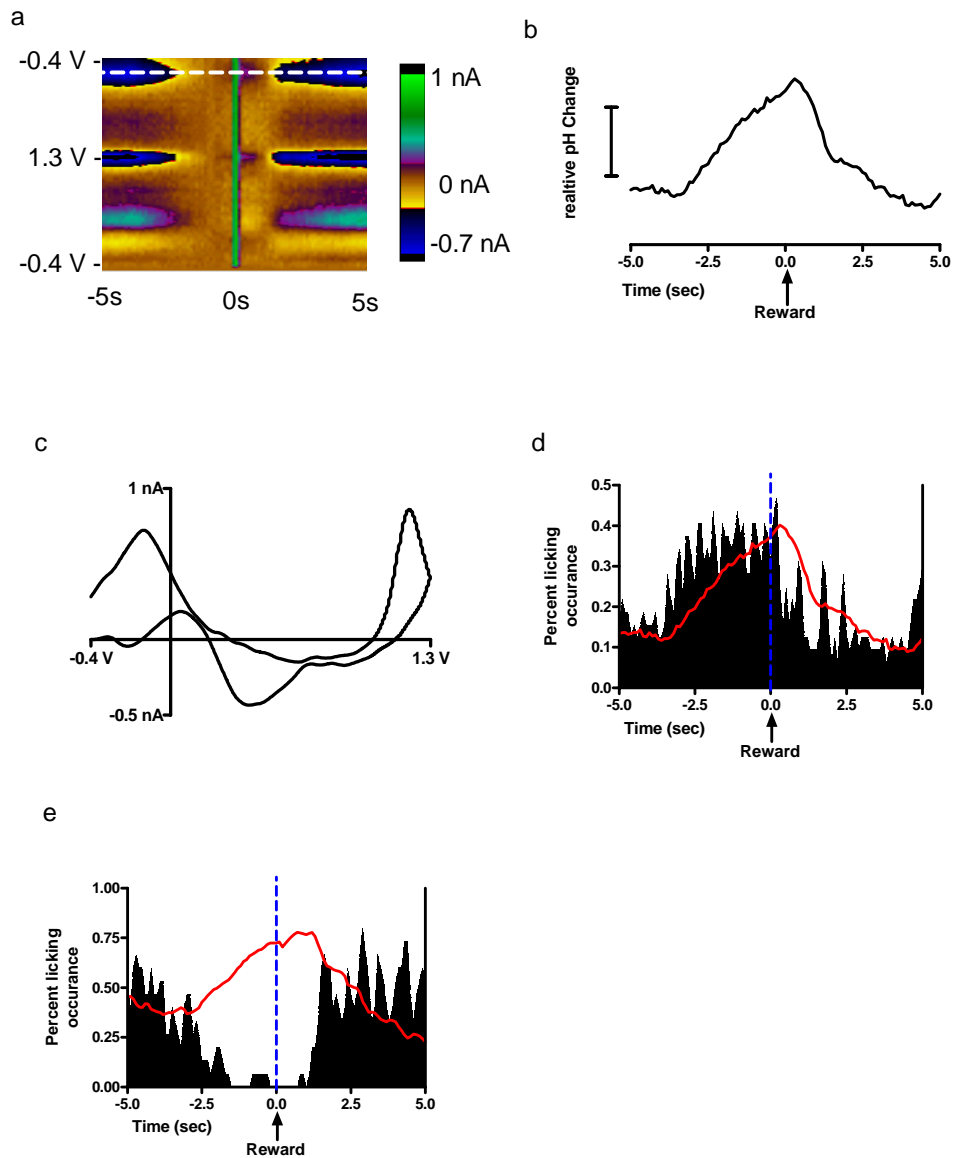 a
-0.4 V
1.3 V
-0.4 V
-5s 0s 5s
1 nA
0 nA
-0.7 nA
b
realtive pH Change
-5.0 -2.5 0.0 2.5 5.0
Time (sec)
Reward
c
1 nA
-0.4 V 1.3 V
-0.5 nA
d
Percent licking
occurance
0.5
0.4
0.3
0.2
0.1
0.0
-5.0 -2.5 0.0 2.5 5.0
Time (sec)
Reward
e
Percent licking
occurance
1.00
0.75
0.50
0.25
0.00
-5.0 -2.5 0.0 2.5 5.0
Time (sec)
Reward